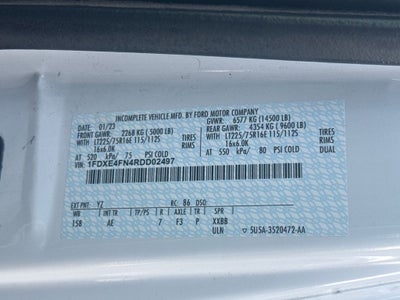 INCOMPLETE VEHICLE MFD. BY FORD MOTOR COMPANY
01/23 GVWR: 6577 KG (14500 LB)
FRONT GAWR: 2268 KG (5000 LB) REAR GAWR: 4354 KG (9600 LB)
WITH LT225/75R16E 115/112S TIRES WITH LT225/75R16E 115/112S TIRES
16x6.0K RIMS 16x6.0K RIMS
AT 520 kPa/ 75 PSI COLD AT 550 kPa/ 80 PSI COLD DUAL
VIN: 1FDXE4FN4RDD02497
EXT PNT: YZ RC: 86 DSO:
WB INT TR TP/PS R AXLE TR SPR
158 AE 7 F3 P XXBB
ULN 5U5A-3520472-AA